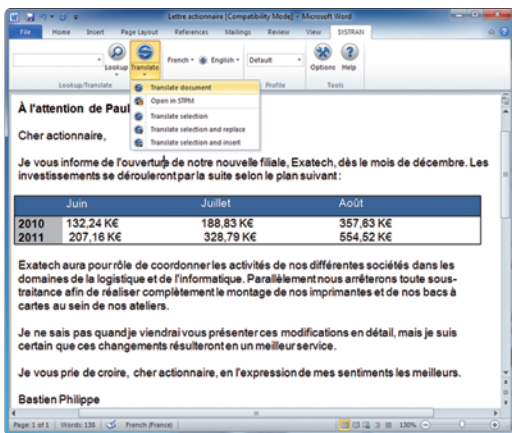 Lettre actionnaire [Compatibility Mode] - Microsoft Word
File Home Insert Page Layout References Mailings Review View SYSTRAN
Lookup Translate French English Default Options Help
Lookup/Translate Profile Tools
Translate document
Open in STPM
Translate selection
Translate selection and replace
Translate selection and insert
À l'attention de Paul
Cher actionnaire,
Je vous informe de l'ouverture de notre nouvelle filiale, Exatech, dès le mois de décembre. Les
investissements se dérouleront par la suite selon le plan suivant :
Juin Juillet Août
2010 132,24 K€ 188,83 K€ 357,63 K€
2011 207,16 K€ 328,79 K€ 554,52 K€
Exatech aura pour rôle de coordonner les activités de nos différentes sociétés dans les
domaines de la logistique et de l'informatique. Parallèlement nous arrêterons toute sous-
traitance afin de réaliser complètement le montage de nos imprimantes et de nos bacs à
cartes au sein de nos ateliers.
Je ne sais pas quand je viendrai vous présenter ces modifications en détail, mais je suis
certain que ces changements résulteront en un meilleur service.
Je vous prie de croire, cher actionnaire, en l'expression de mes sentiments les meilleurs.
Bastien Philippe
Page: 1 of 1 Words: 138 French (France) 130%